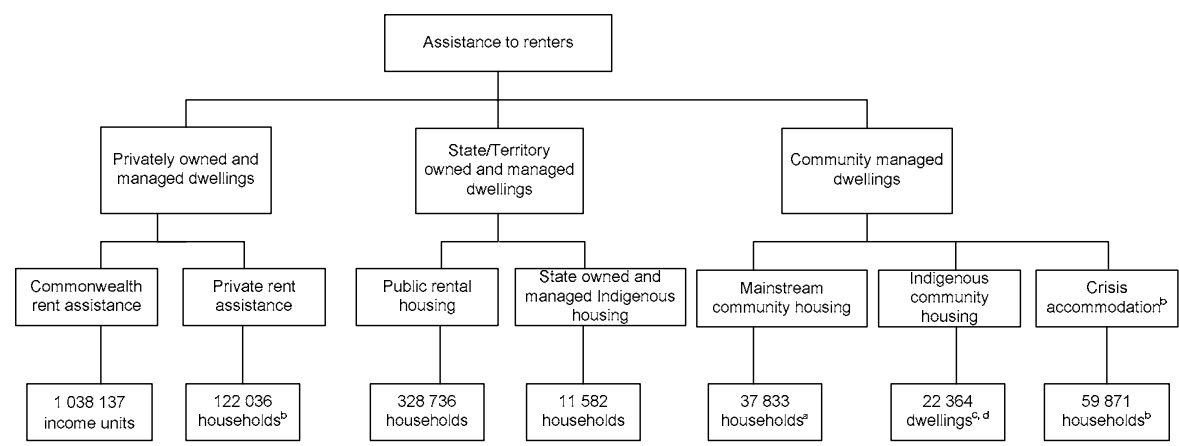 Assistance to renters
Privately owned and
managed dwellings
State/Territory
owned and managed
dwellings
Community managed
dwellings
Commonwealth
rent assistance
Private rent
assistance
Public rental
housing
State owned and
managed Indigenous
housing
Mainstream
community housing
Indigenous
community
housing
Crisis
accommodationᵇ
1 038 137
income units
122 036
householdsᵇ
328 736
households
11 582
households
37 833
householdsᵃ
22 364
dwellingsᶜ, ᵈ
59 871
householdsᵇ